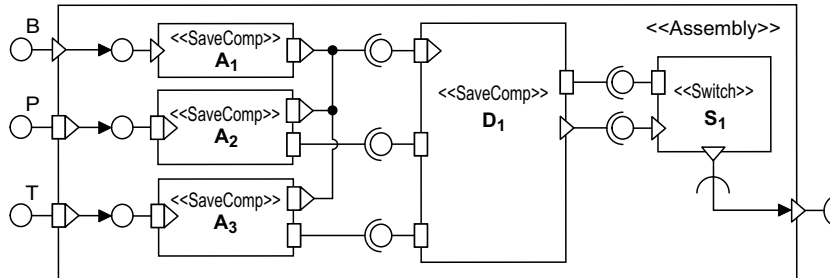 B
<<SaveComp>>
A1
<<Assembly>>
P
<<SaveComp>>
A2
<<SaveComp>>
D1
<<Switch>>
S1
T
<<SaveComp>>
A3